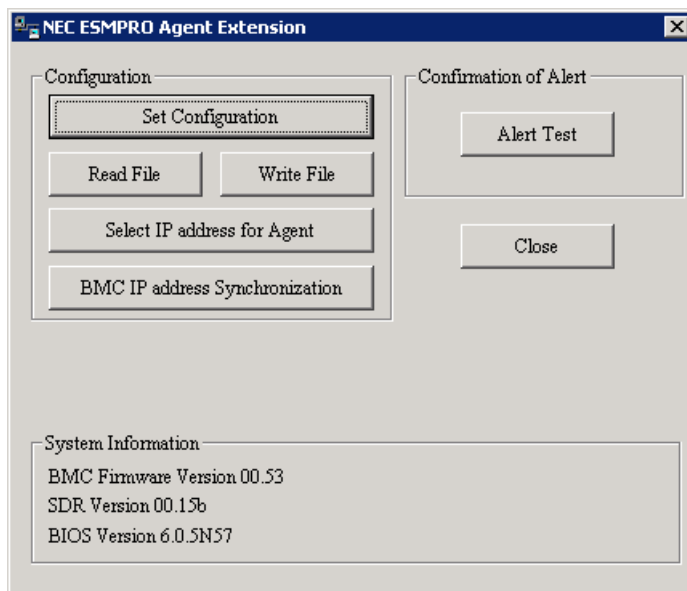 NEC ESMPRO Agent Extension
Configuration
Set Configuration
Read File
Write File
Select IP address for Agent
BMC IP address Synchronization
Confirmation of Alert
Alert Test
Close
System Information
BMC Firmware Version 00.53
SDR Version 00.15b
BIOS Version 6.0.5N57